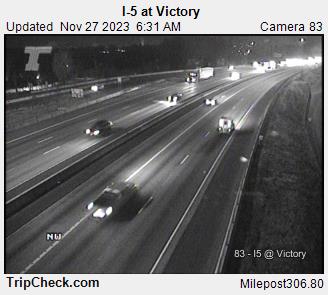 I-5 at Victory
Updated Nov 27 2023 6:31 AM Camera 83
T
NW
83 - I5 @ Victory
TripCheck.com Milepost306.80